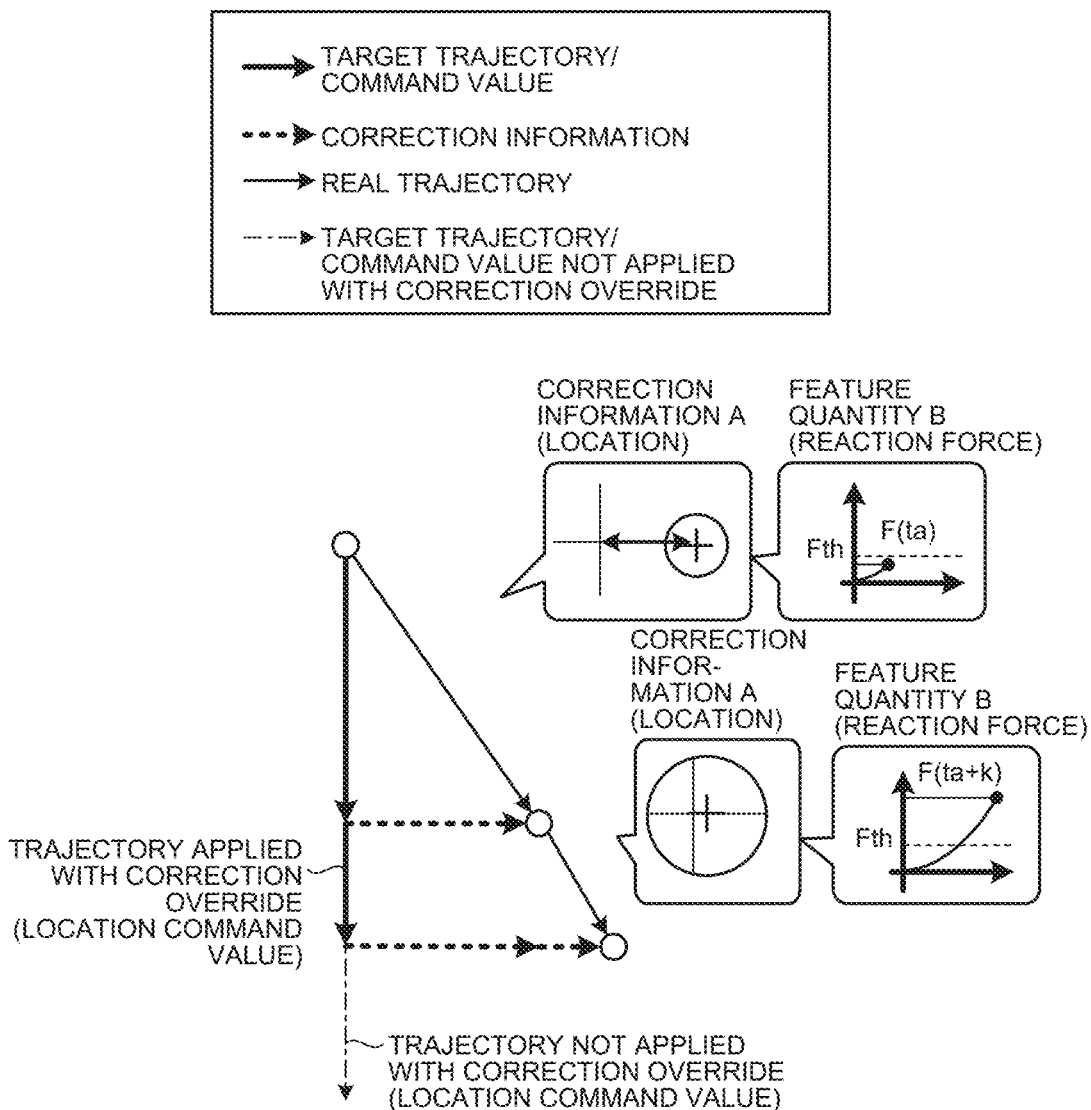 TARGET TRAJECTORY/
COMMAND VALUE
CORRECTION INFORMATION
REAL TRAJECTORY
TARGET TRAJECTORY/
COMMAND VALUE NOT APPLIED
WITH CORRECTION OVERRIDE
CORRECTION
INFORMATION A
(LOCATION)
FEATURE
QUANTITY B
(REACTION FORCE)
F(ta)
Fth
CORRECTION
INFOR-
MATION A
(LOCATION)
FEATURE
QUANTITY B
(REACTION FORCE)
F(ta+k)
Fth
TRAJECTORY APPLIED
WITH CORRECTION
OVERRIDE
(LOCATION COMMAND
VALUE)
TRAJECTORY NOT APPLIED
WITH CORRECTION OVERRIDE
(LOCATION COMMAND VALUE)